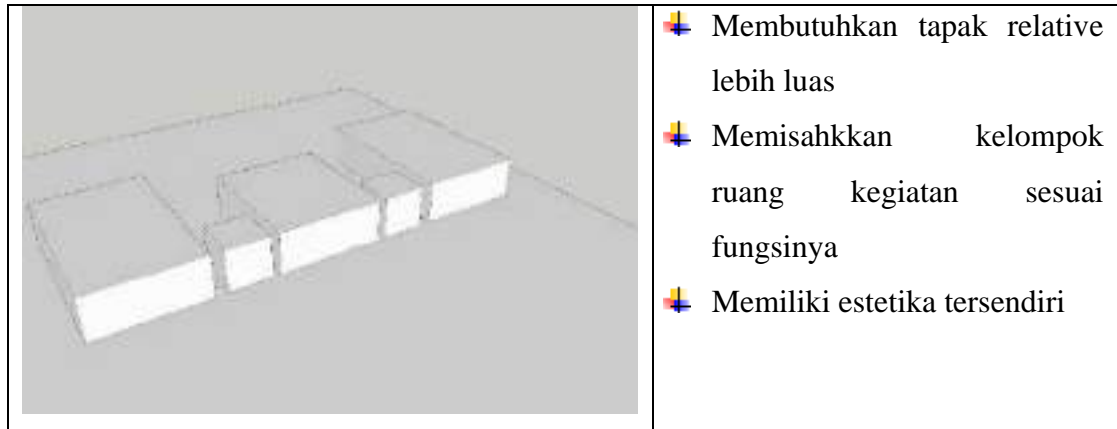 Membutuhkan tapak relative
lebih luas
Memisahkkan kelompok
ruang kegiatan sesuai
fungsinya
Memiliki estetika tersendiri